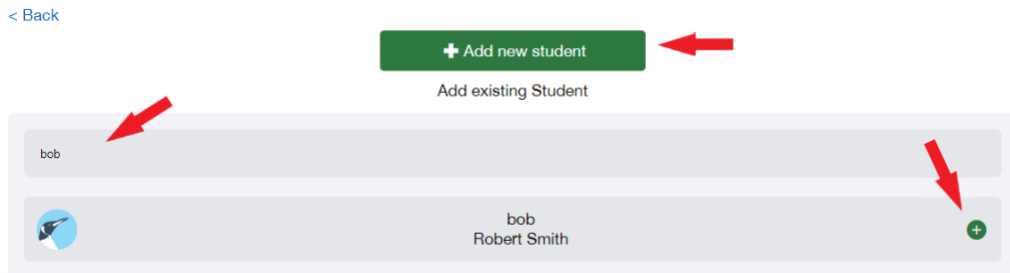 < Back
Add new student
Add existing Student
bob
bob
Robert Smith